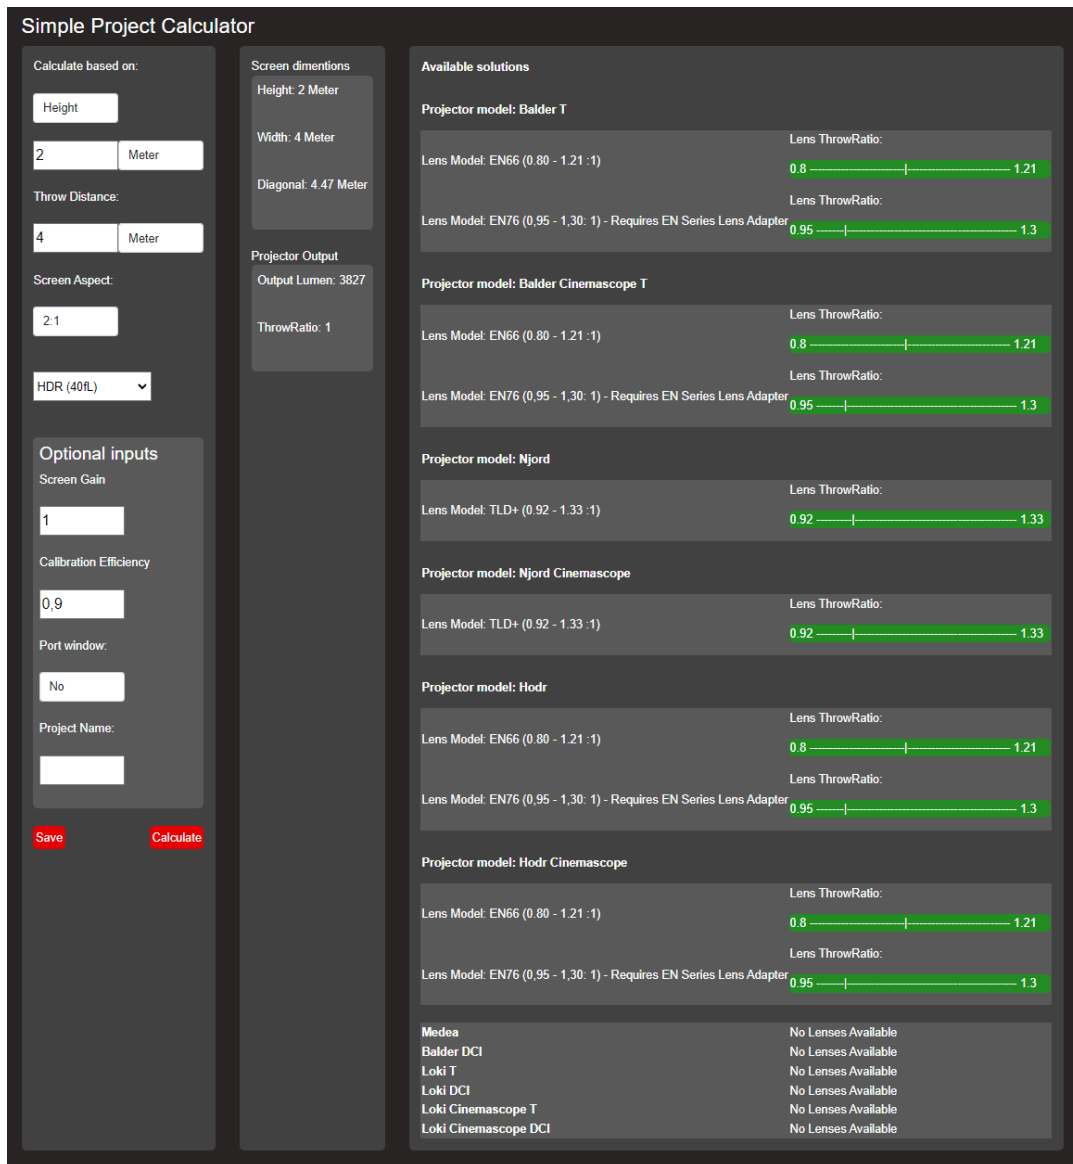 Simple Project Calculator
Calculate based on:
Height
2 Meter
Throw Distance:
4 Meter
Screen Aspect:
2:1
HDR (40fL)
Optional inputs
Screen Gain
1
Calibration Efficiency
0,9
Port window:
No
Project Name:
Save Calculate
Screen dimentions
Height: 2 Meter
Width: 4 Meter
Diagonal: 4.47 Meter
Projector Output
Output Lumen: 3827
ThrowRatio: 1
Available solutions
Projector model: Balder T
Lens ThrowRatio:
Lens Model: EN66 (0.80 - 1.21 :1)
0.8 -------------------------|--------------------------- 1.21
Lens ThrowRatio:
Lens Model: EN76 (0,95 - 1,30: 1) - Requires EN Series Lens Adapter
0.95 -------|--------------------------------------------- 1.3
Projector model: Balder Cinemascope T
Lens ThrowRatio:
Lens Model: EN66 (0.80 - 1.21 :1)
0.8 -------------------------|--------------------------- 1.21
Lens ThrowRatio:
Lens Model: EN76 (0,95 - 1,30: 1) - Requires EN Series Lens Adapter
0.95 -------|--------------------------------------------- 1.3
Projector model: Njord
Lens ThrowRatio:
Lens Model: TLD+ (0.92 - 1.33 :1)
0.92 ---------|------------------------------------------- 1.33
Projector model: Njord Cinemascope
Lens ThrowRatio:
Lens Model: TLD+ (0.92 - 1.33 :1)
0.92 ---------|------------------------------------------- 1.33
Projector model: Hodr
Lens ThrowRatio:
Lens Model: EN66 (0.80 - 1.21 :1)
0.8 -------------------------|--------------------------- 1.21
Lens ThrowRatio:
Lens Model: EN76 (0,95 - 1,30: 1) - Requires EN Series Lens Adapter
0.95 -------|--------------------------------------------- 1.3
Projector model: Hodr Cinemascope
Lens ThrowRatio:
Lens Model: EN66 (0.80 - 1.21 :1)
0.8 -------------------------|--------------------------- 1.21
Lens ThrowRatio:
Lens Model: EN76 (0,95 - 1,30: 1) - Requires EN Series Lens Adapter
0.95 -------|--------------------------------------------- 1.3
Medea No Lenses Available
Balder DCI No Lenses Available
Loki T No Lenses Available
Loki DCI No Lenses Available
Loki Cinemascope T No Lenses Available
Loki Cinemascope DCI No Lenses Available